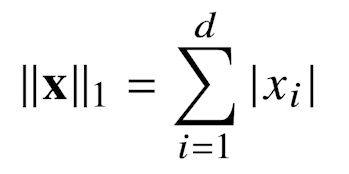 ‖𝐱‖₁ = ∑ᵢ₌₁ᵈ |xᵢ|